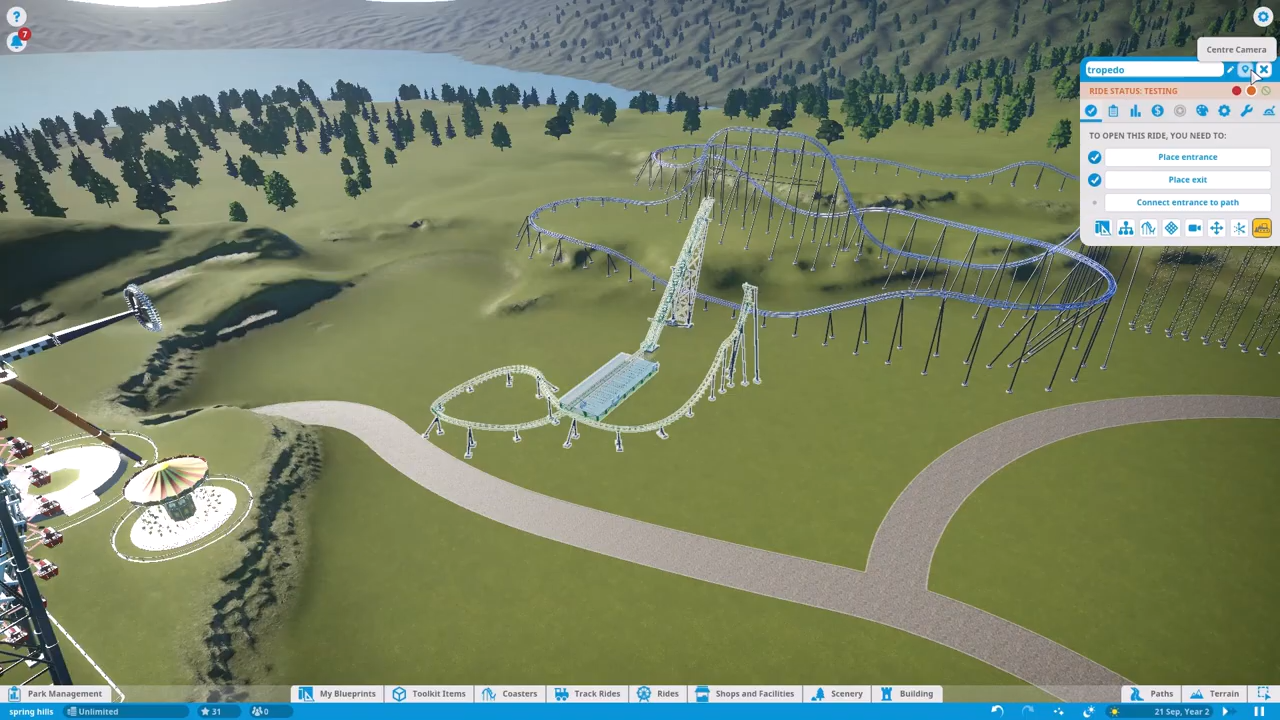 ?
7
Centre Camera
tropedo
RIDE STATUS: TESTING
TO OPEN THIS RIDE, YOU NEED TO:
Place entrance
Place exit
Connect entrance to path
Park Management
My Blueprints
Toolkit Items
Coasters
Track Rides
Rides
Shops and Facilities
Scenery
Building
Paths
Terrain
spring hills
Unlimited
31
0
21 Sep, Year 2